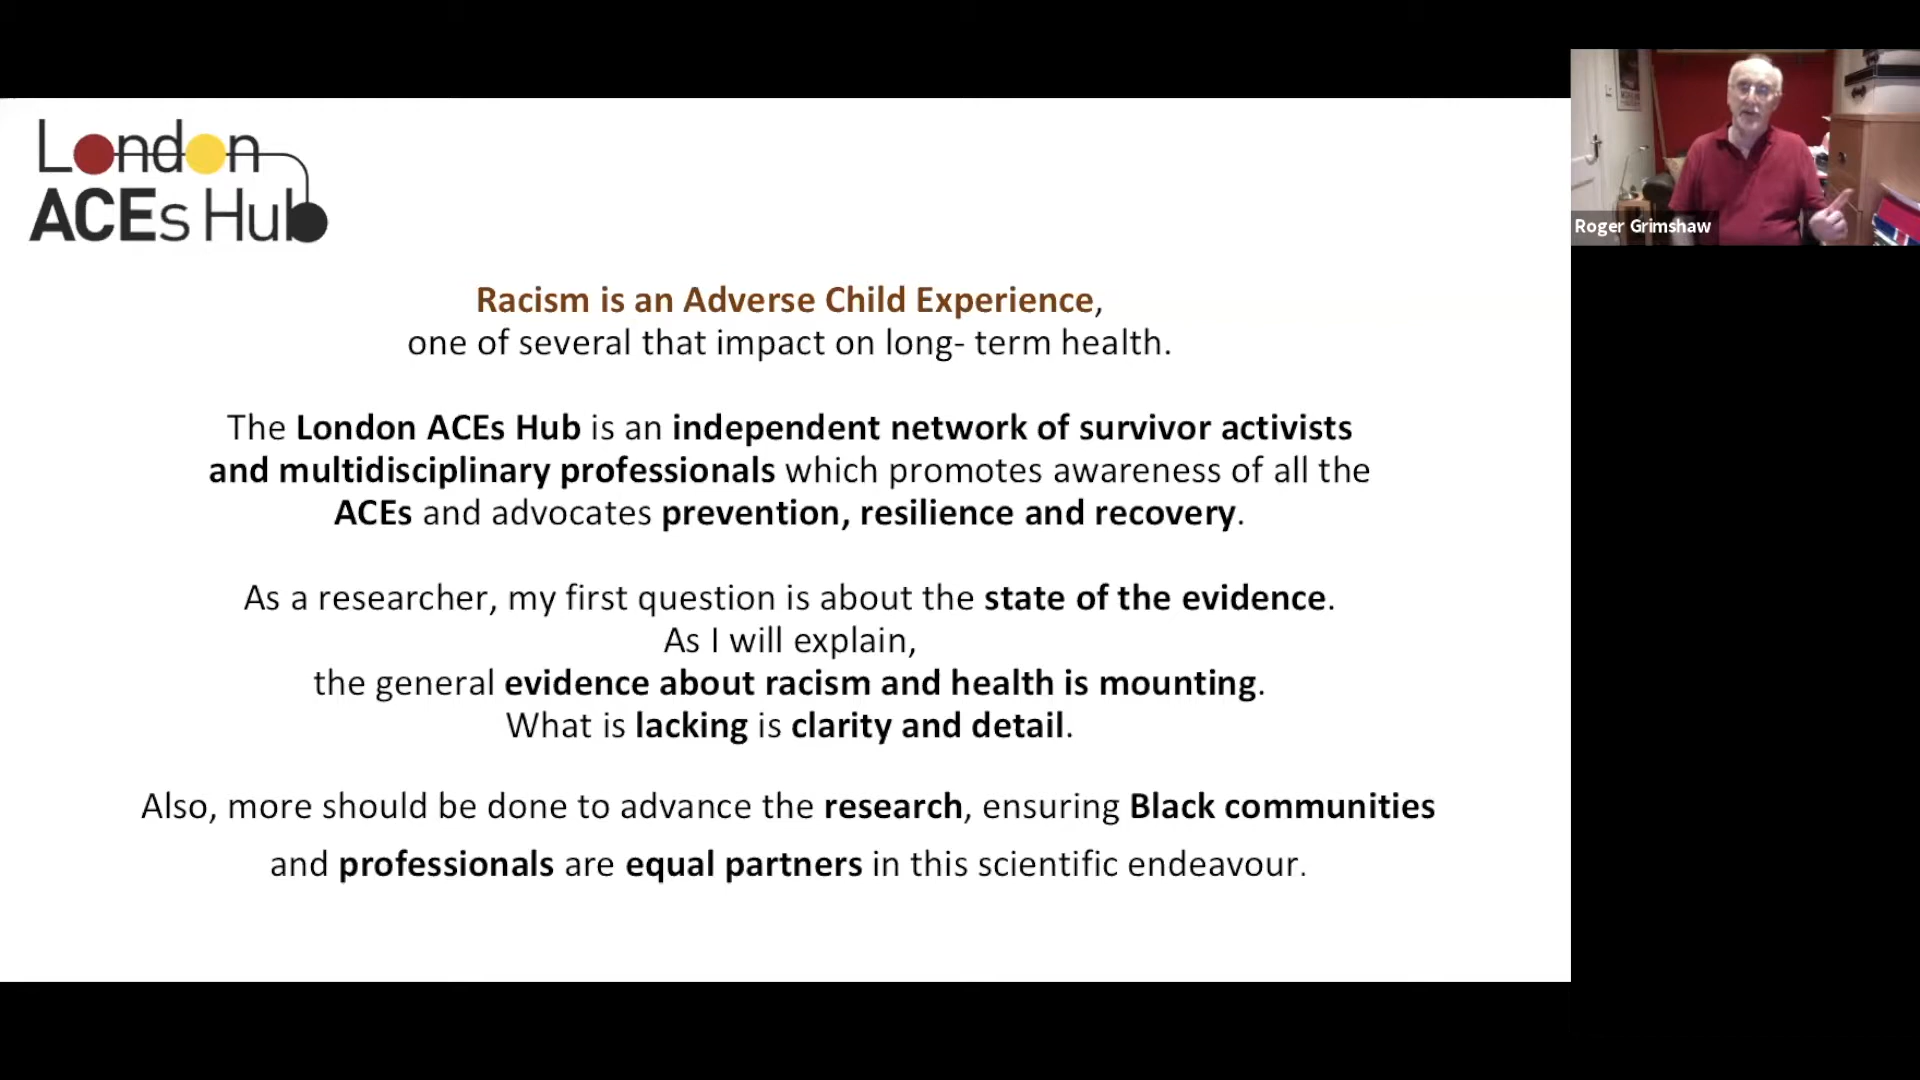 London
ACEs Hub
Roger Grimshaw
Racism is an Adverse Child Experience,
one of several that impact on long- term health.
The London ACEs Hub is an independent network of survivor activists
and multidisciplinary professionals which promotes awareness of all the
ACEs and advocates prevention, resilience and recovery.
As a researcher, my first question is about the state of the evidence.
As I will explain,
the general evidence about racism and health is mounting.
What is lacking is clarity and detail.
Also, more should be done to advance the research, ensuring Black communities
and professionals are equal partners in this scientific endeavour.